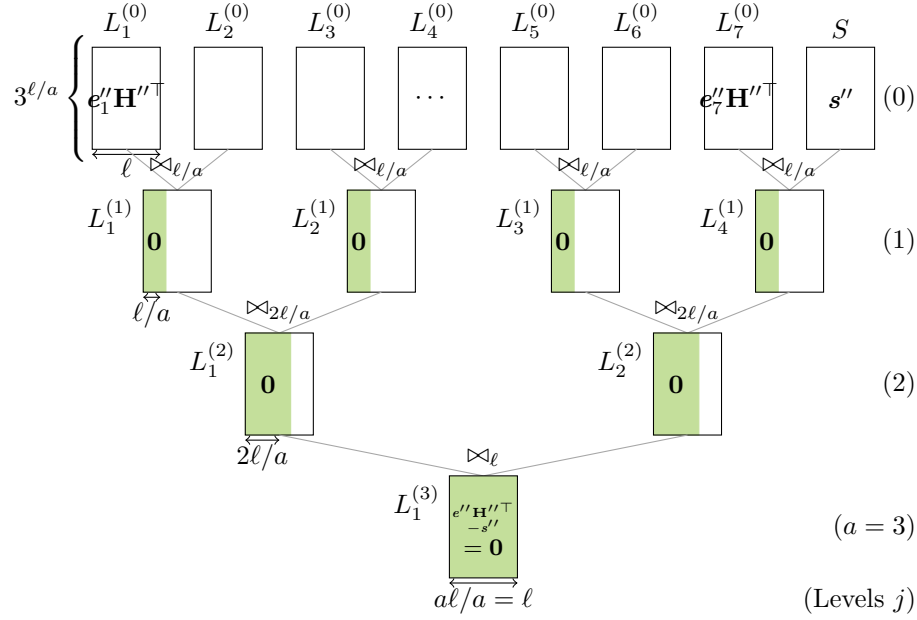 L_1^{(0)} L_2^{(0)} L_3^{(0)} L_4^{(0)} L_5^{(0)} L_6^{(0)} L_7^{(0)} S
3^{ℓ/a} e''_1H''^⊤ ⋯ e''_7H''^⊤ s'' (0)
ℓ ⋈_{ℓ/a} ⋈_{ℓ/a} ⋈_{ℓ/a} ⋈_{ℓ/a}
L_1^{(1)} 0 L_2^{(1)} 0 L_3^{(1)} 0 L_4^{(1)} 0 (1)
ℓ/a ⋈_{2ℓ/a} ⋈_{2ℓ/a}
L_1^{(2)} 0 L_2^{(2)} 0 (2)
2ℓ/a ⋈_ℓ
L_1^{(3)} e''H''^⊤
−s''
= 0 (a = 3)
aℓ/a = ℓ (Levels j)